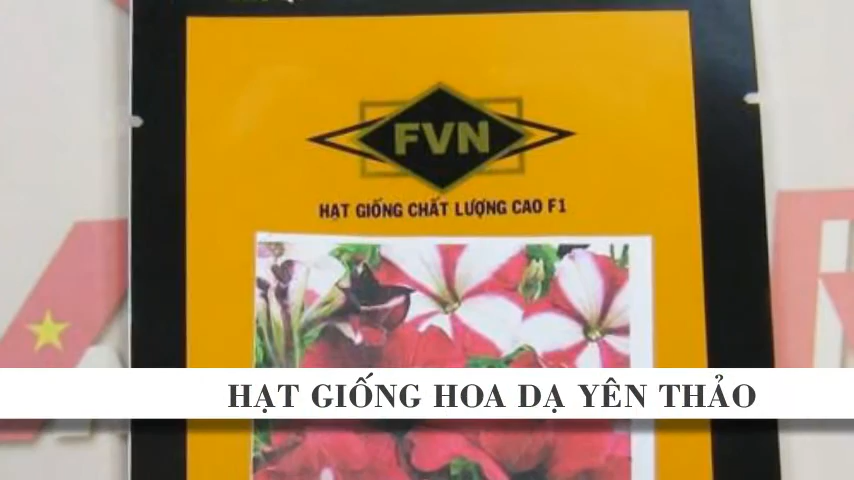 FVN
HẠT GIỐNG CHẤT LƯỢNG CAO F1
HẠT GIỐNG HOA DẠ YÊN THẢO